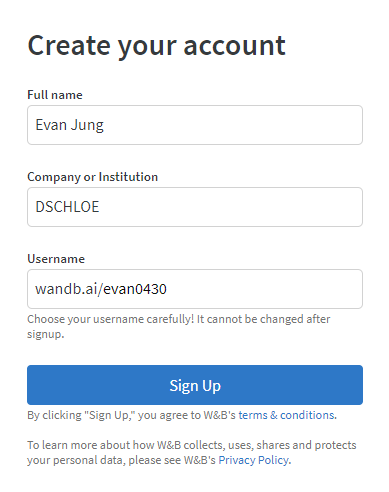 Create your account
Full name
Evan Jung
Company or Institution
DSCHLOE
Username
wandb.ai/evan0430
Choose your username carefully! It cannot be changed after
signup.
Sign Up
By clicking "Sign Up," you agree to W&B's terms & conditions.
To learn more about how W&B collects, uses, shares and protects
your personal data, please see W&B's Privacy Policy.